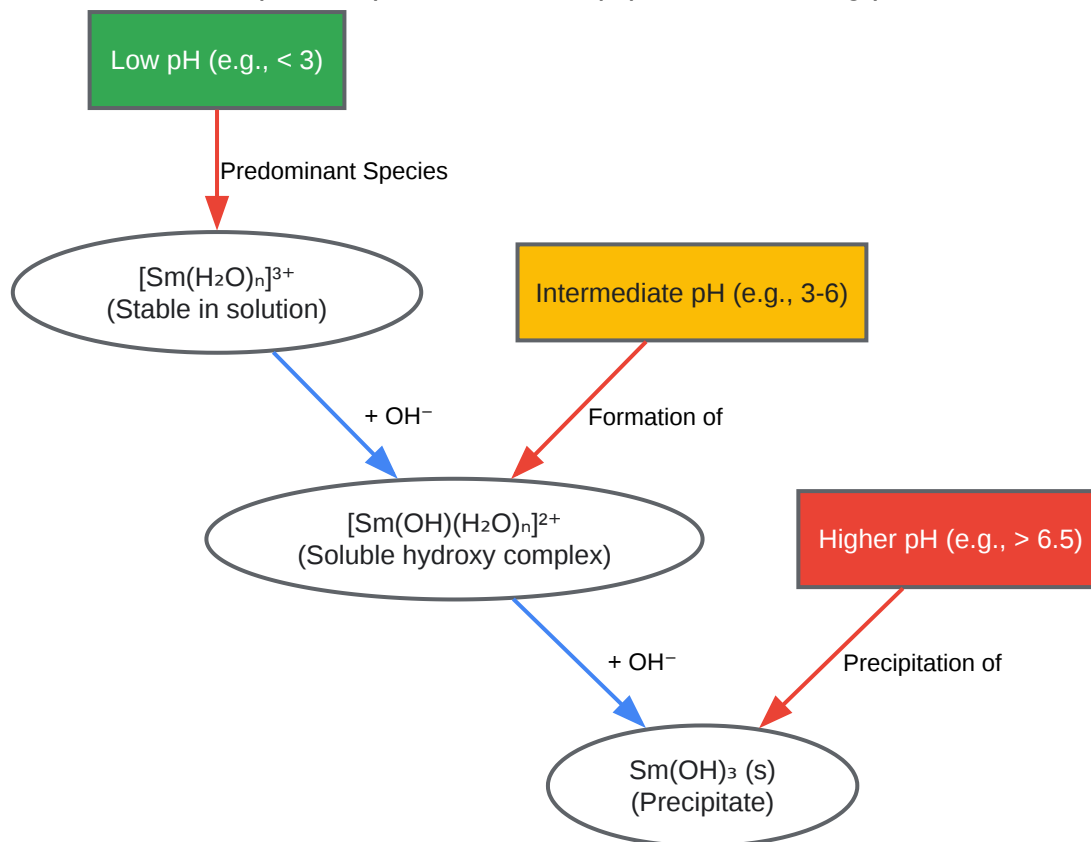 Low pH (e.g., < 3)
Predominant Species
[Sm(H₂O)ₙ]³⁺
(Stable in solution)
Intermediate pH (e.g., 3-6)
+ OH⁻
Formation of
[Sm(OH)(H₂O)ₙ]²⁺
(Soluble hydroxy complex)
Higher pH (e.g., > 6.5)
+ OH⁻
Precipitation of
Sm(OH)₃ (s)
(Precipitate)